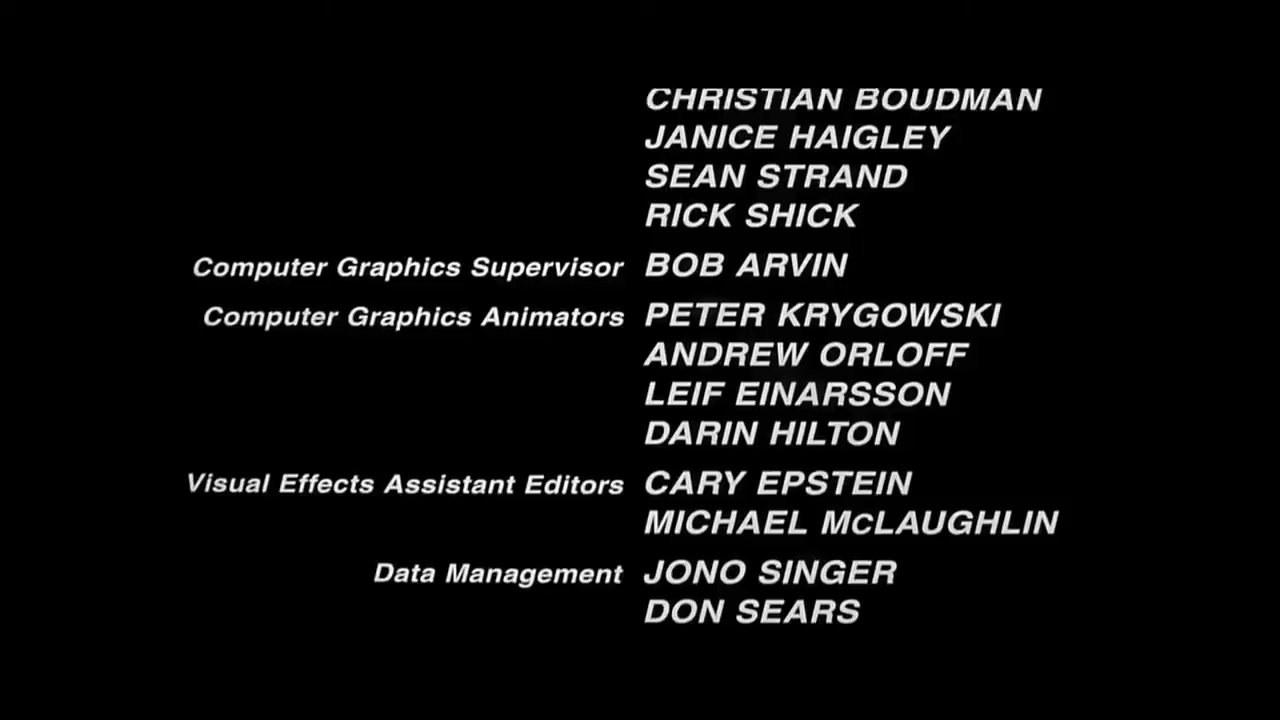 CHRISTIAN BOUDMAN
JANICE HAIGLEY
SEAN STRAND
RICK SHICK
Computer Graphics Supervisor BOB ARVIN
Computer Graphics Animators PETER KRYGOWSKI
ANDREW ORLOFF
LEIF EINARSSON
DARIN HILTON
Visual Effects Assistant Editors CARY EPSTEIN
MICHAEL McLAUGHLIN
Data Management JONO SINGER
DON SEARS